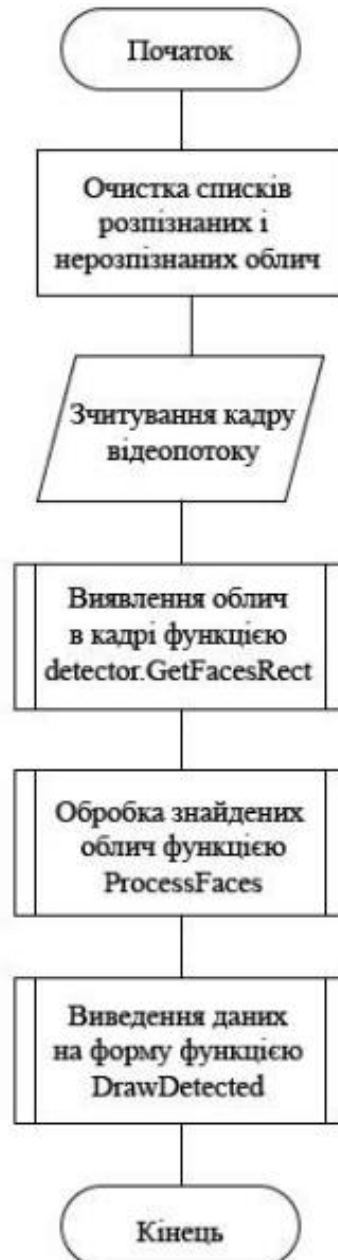 Початок
Очистка списків
розпізнаних і
нерозпізнаних облич
Зчитування кадру
відеопотоку
Виявлення облич
в кадрі функцією
detector.GetFacesRect
Обробка знайдених
облич функцією
ProcessFaces
Виведення даних
на форму функцією
DrawDetected
Кінець